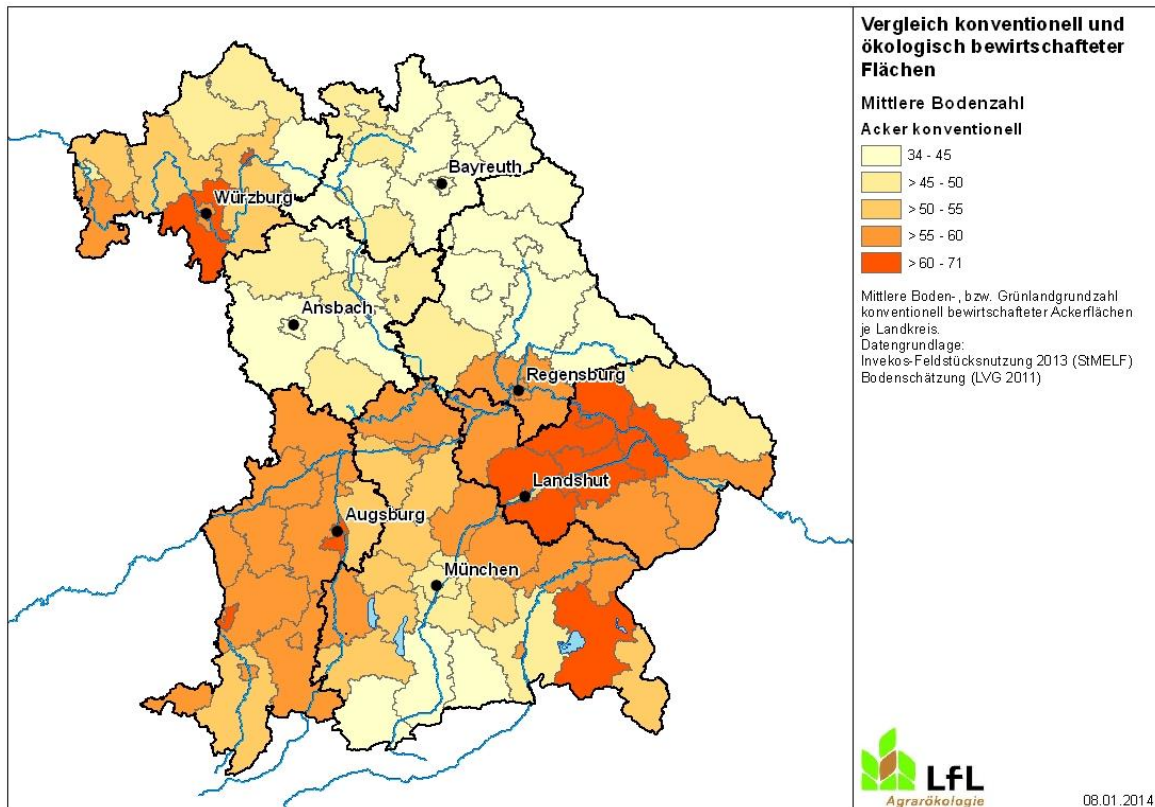 Vergleich konventionell und
ökologisch bewirtschafteter
Flächen
Mittlere Bodenzahl
Acker konventionell
34 - 45
> 45 - 50
> 50 - 55
> 55 - 60
> 60 - 71
Mittlere Boden-, bzw. Grünlandgrundzahl
konventionell bewirtschafteter Ackerflächen
je Landkreis.
Datengrundlage:
Invekos-Feldstücksnutzung 2013 (StMELF)
Bodenschätzung (LVG 2011)
Bayreuth
Würzburg
Ansbach
Regensburg
Landshut
Augsburg
München
LfL
Agrarökologie
08.01.2014